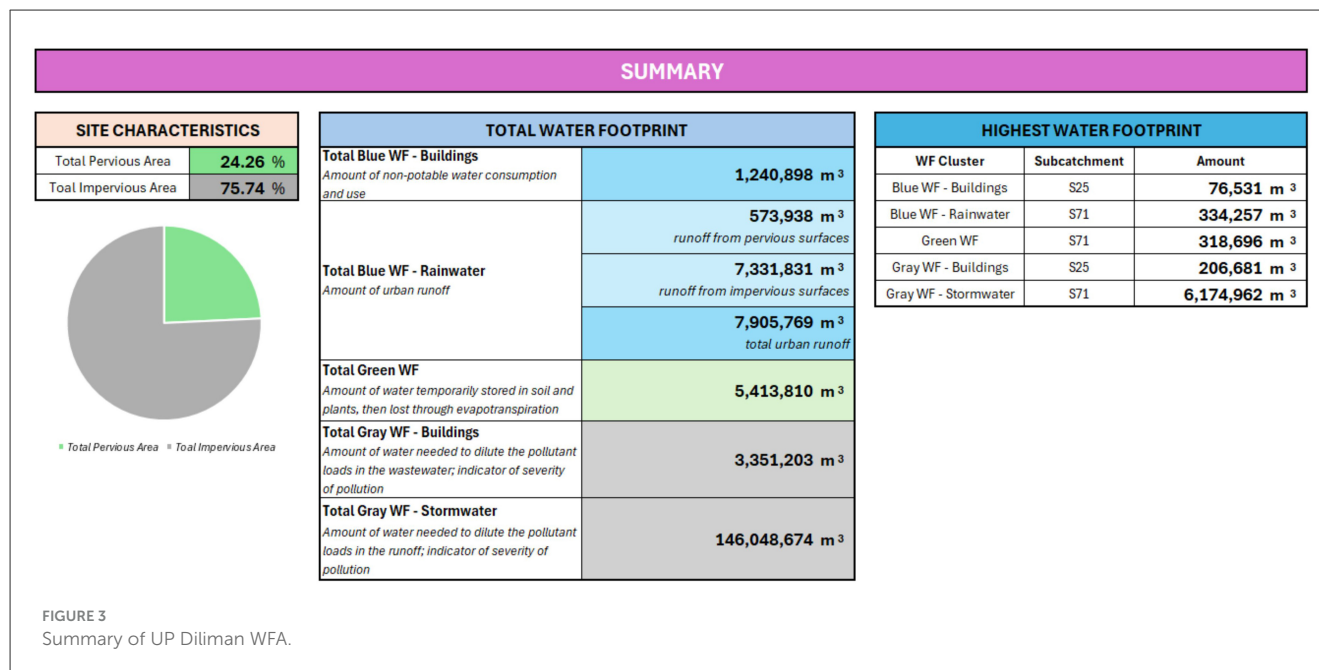 SUMMARY
SITE CHARACTERISTICS
Total Pervious Area 24.26 %
Toal Impervious Area 75.74 %
Total Pervious Area Toal Impervious Area
TOTAL WATER FOOTPRINT
Total Blue WF - Buildings
Amount of non-potable water consumption
and use
1,240,898 m³
Total Blue WF - Rainwater
Amount of urban runoff
573,938 m³
runoff from pervious surfaces
7,331,831 m³
runoff from impervious surfaces
7,905,769 m³
total urban runoff
Total Green WF
Amount of water temporarily stored in soil and
plants, then lost through evapotranspiration
5,413,810 m³
Total Gray WF - Buildings
Amount of water needed to dilute the pollutant
loads in the wastewater; indicator of severity
of pollution
3,351,203 m³
Total Gray WF - Stormwater
Amount of water needed to dilute the pollutant
loads in the runoff; indicator of severity of
pollution
146,048,674 m³
HIGHEST WATER FOOTPRINT
WF Cluster Subcatchment Amount
Blue WF - Buildings S25 76,531 m³
Blue WF - Rainwater S71 334,257 m³
Green WF S71 318,696 m³
Gray WF - Buildings S25 206,681 m³
Gray WF - Stormwater S71 6,174,962 m³
FIGURE 3
Summary of UP Diliman WFA.